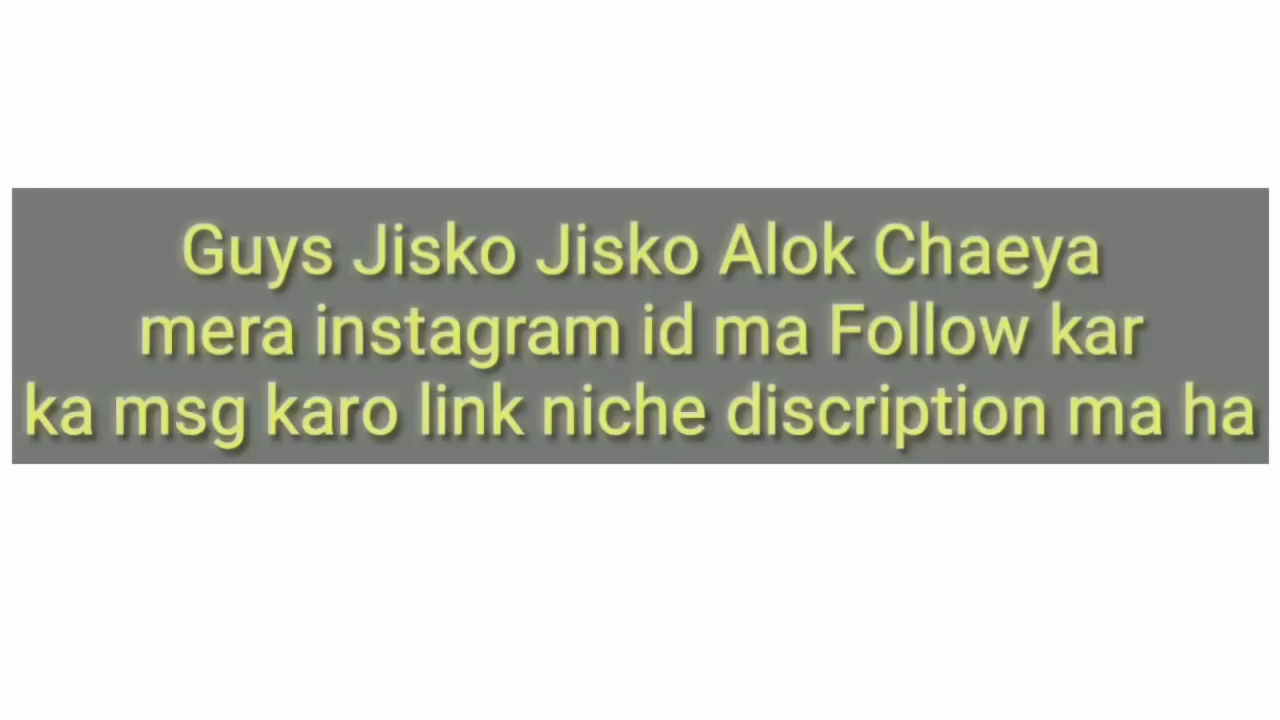 Guys Jisko Jisko Alok Chaeya
mera instagram id ma Follow kar
ka msg karo link niche discription ma ha